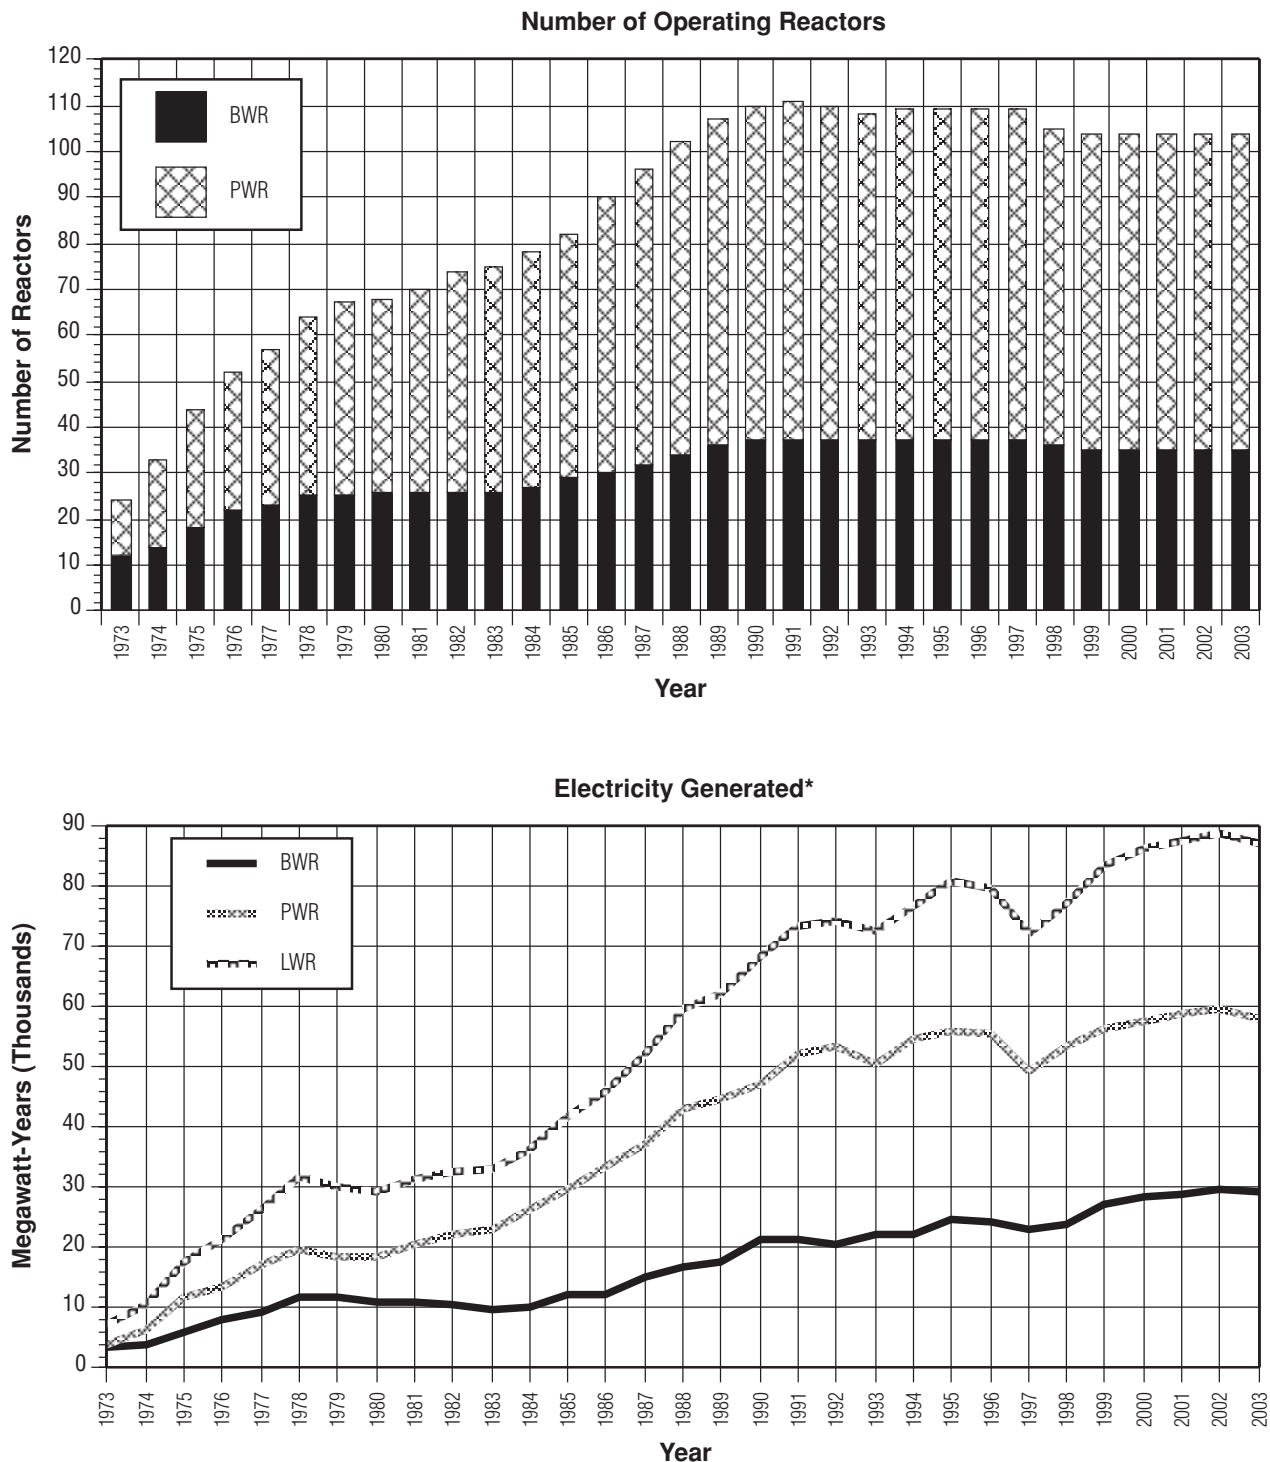 Number of Operating Reactors
120
110
100
90
80
70
60
50
40
30
20
10
0
Number of Reactors
BWR
PWR
1973 1974 1975 1976 1977 1978 1979 1980 1981 1982 1983 1984 1985 1986 1987 1988 1989 1990 1991 1992 1993 1994 1995 1996 1997 1998 1999 2000 2001 2002 2003
Year
Electricity Generated*
90
80
70
60
50
40
30
20
10
0
Megawatt-Years (Thousands)
BWR
PWR
LWR
1973 1974 1975 1976 1977 1978 1979 1980 1981 1982 1983 1984 1985 1986 1987 1988 1989 1990 1991 1992 1993 1994 1995 1996 1997 1998 1999 2000 2001 2002 2003
Year